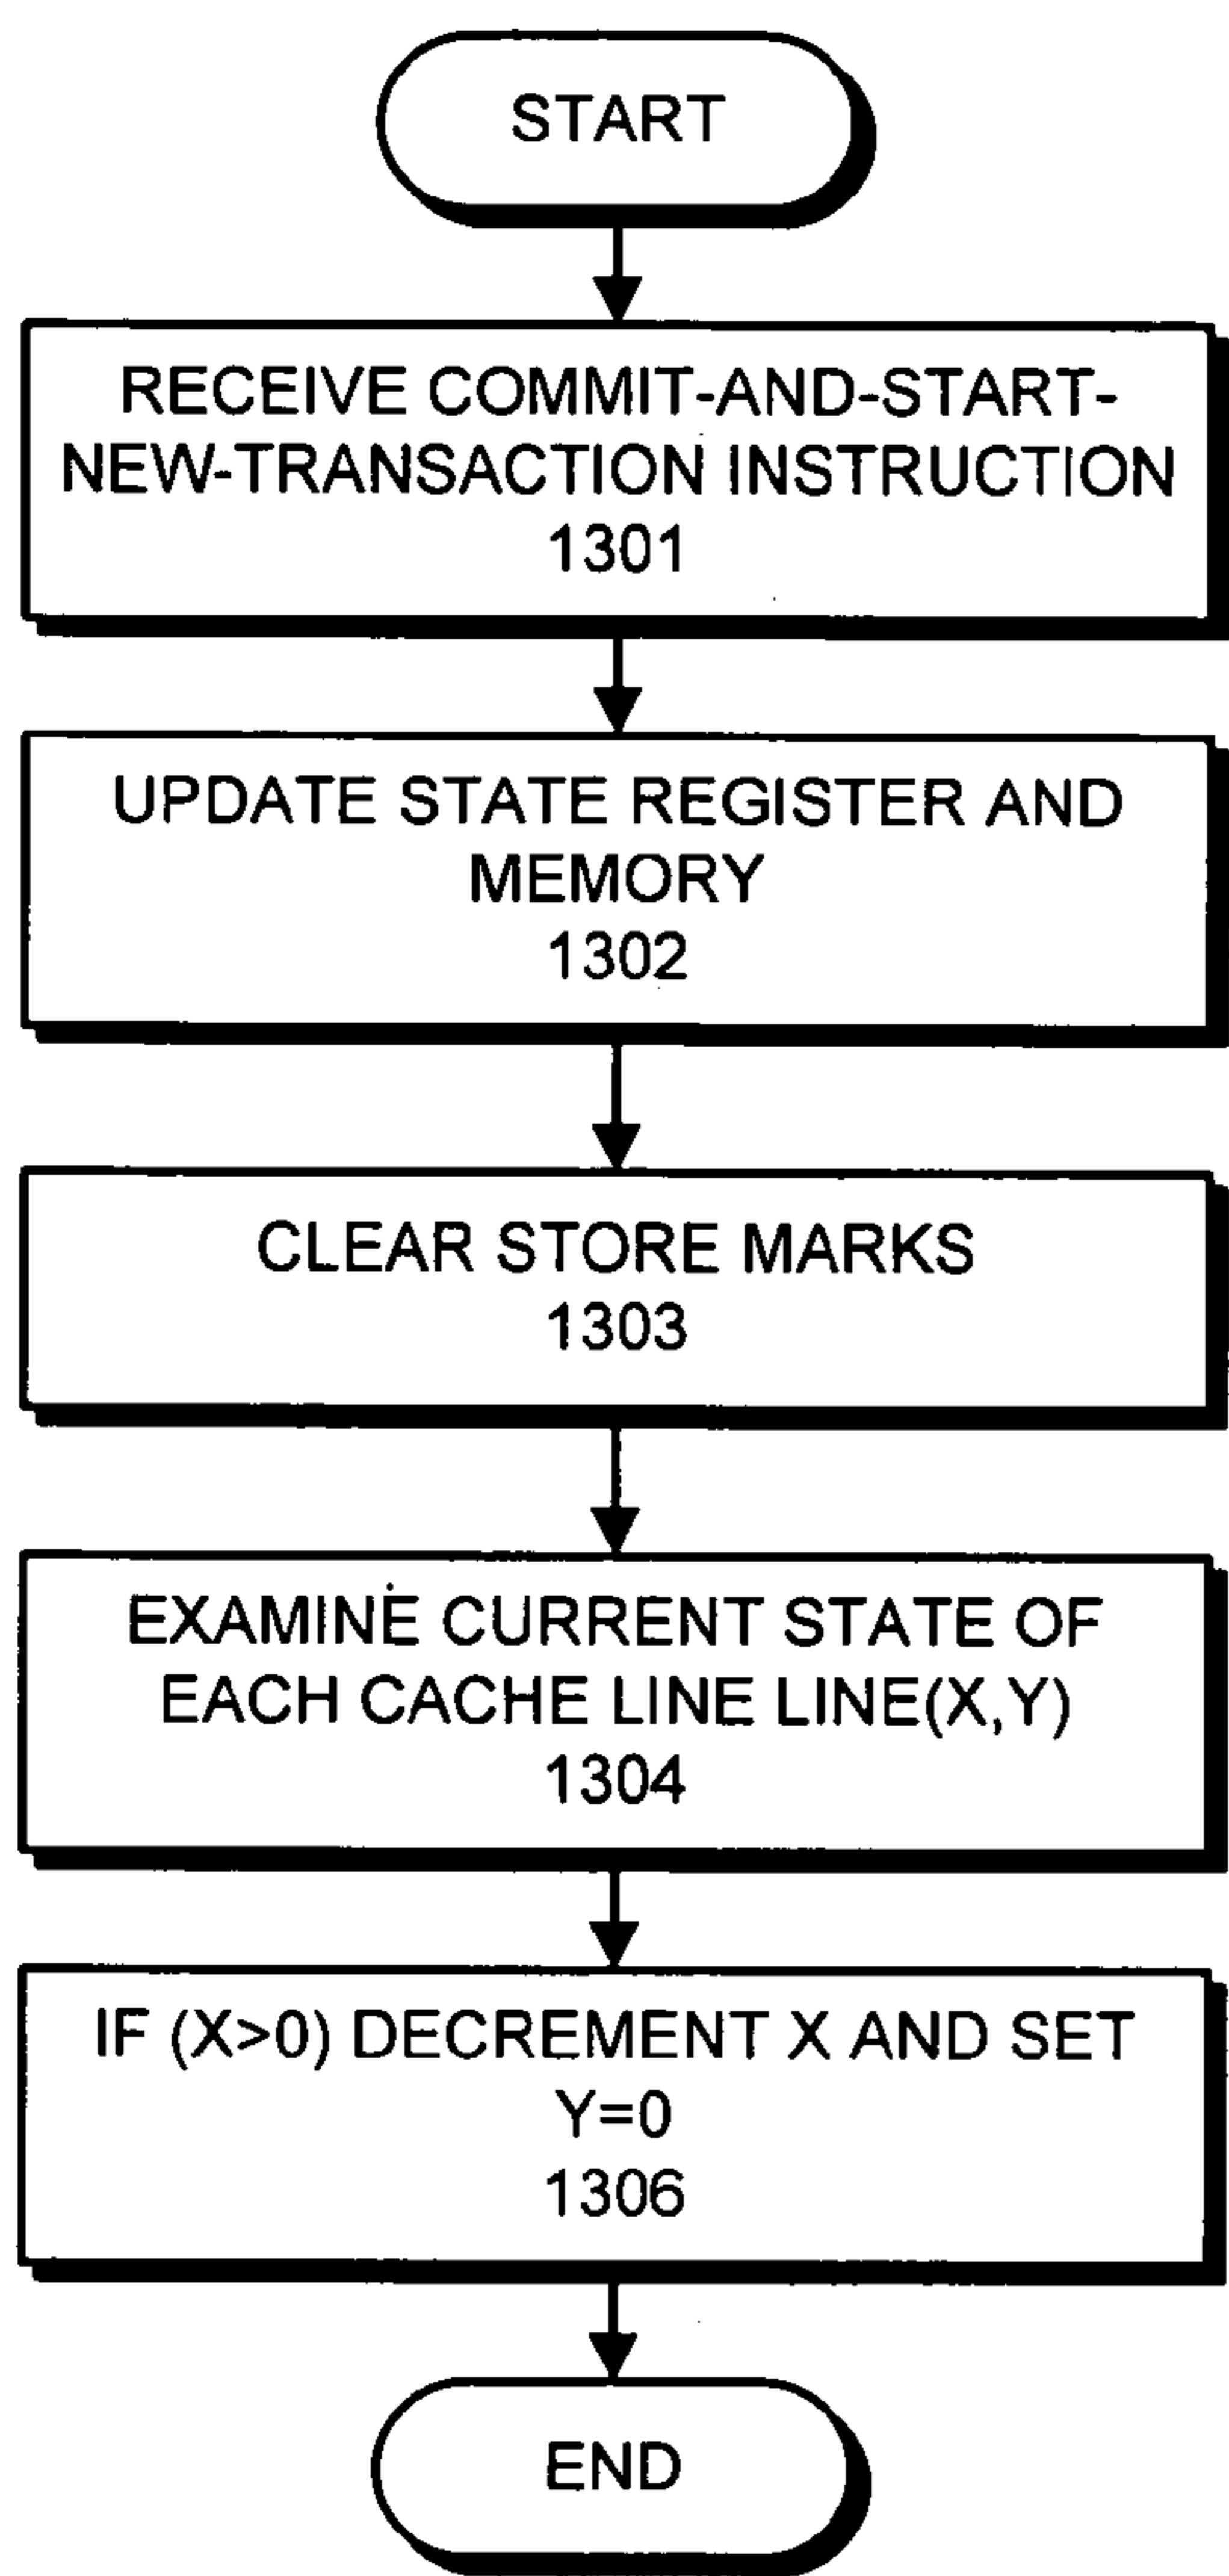 START
RECEIVE COMMIT-AND-START-
NEW-TRANSACTION INSTRUCTION
1301
UPDATE STATE REGISTER AND
MEMORY
1302
CLEAR STORE MARKS
1303
EXAMINE CURRENT STATE OF
EACH CACHE LINE LINE(X,Y)
1304
IF (X>0) DECREMENT X AND SET
Y=0
1306
END